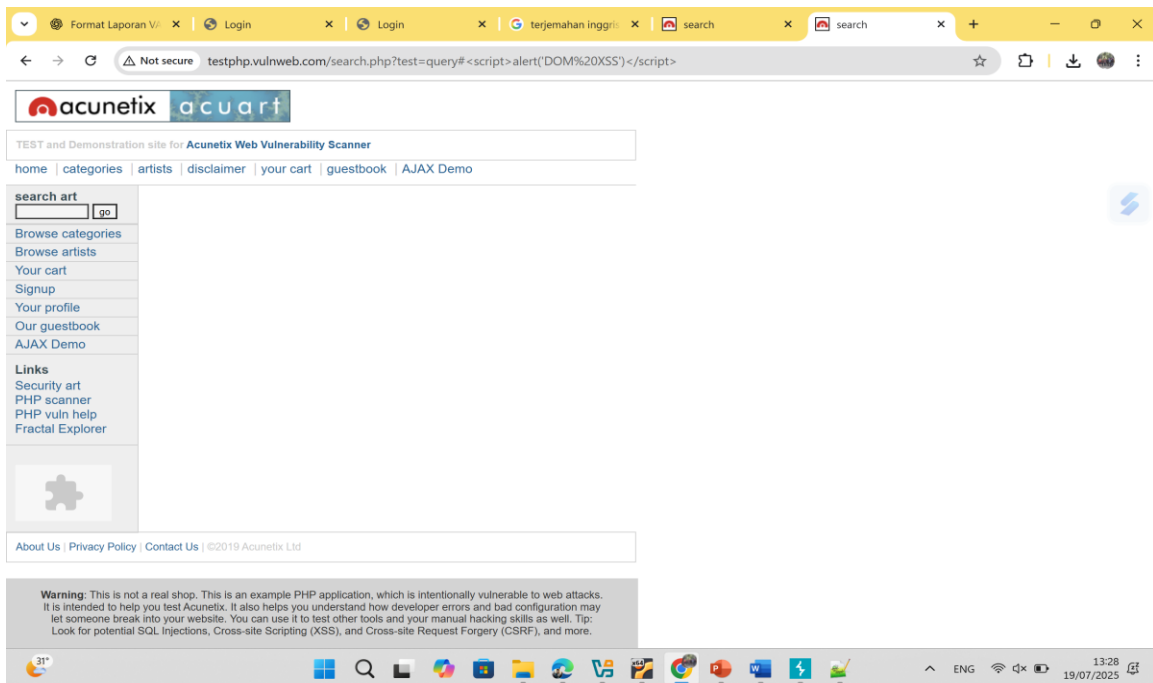 Format Laporan VA
Login
Login
terjemahan inggris
search
search
Not secure
testphp.vulnweb.com/search.php?test=query#<script>alert('DOM%20XSS')</script>
acunetix acuart
TEST and Demonstration site for Acunetix Web Vulnerability Scanner
home | categories | artists | disclaimer | your cart | guestbook | AJAX Demo
search art
go
Browse categories
Browse artists
Your cart
Signup
Your profile
Our guestbook
AJAX Demo
Links
Security art
PHP scanner
PHP vuln help
Fractal Explorer
About Us | Privacy Policy | Contact Us | ©2019 Acunetix Ltd
Warning: This is not a real shop. This is an example PHP application, which is intentionally vulnerable to web attacks.
It is intended to help you test Acunetix. It also helps you understand how developer errors and bad configuration may
let someone break into your website. You can use it to test other tools and your manual hacking skills as well. Tip:
Look for potential SQL Injections, Cross-site Scripting (XSS), and Cross-site Request Forgery (CSRF), and more.
31°
ENG
13:28
19/07/2025